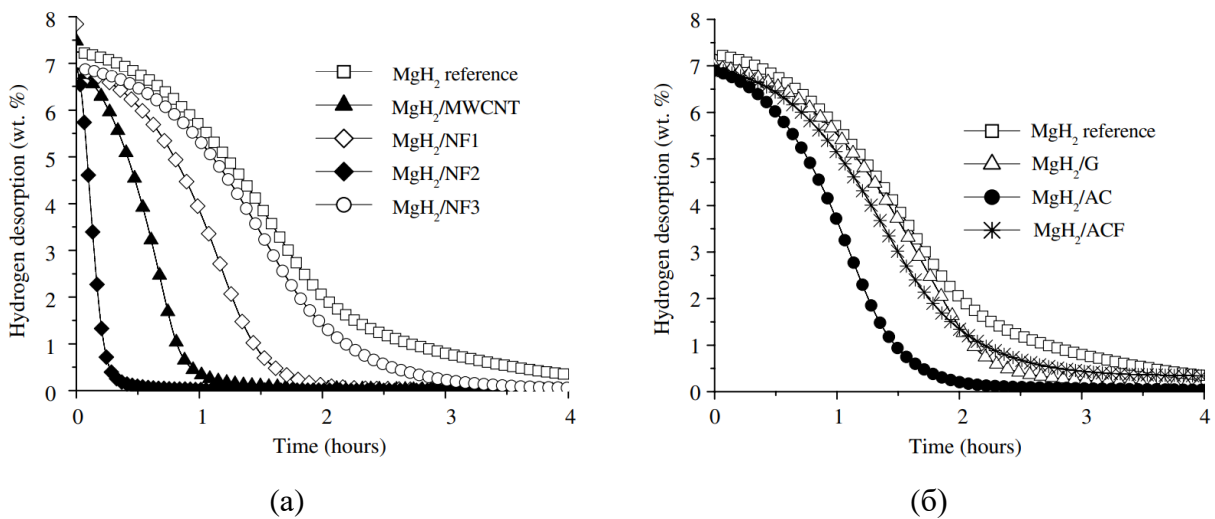 8
7
6
5
4
3
2
1
0
Hydrogen desorption (wt. %)
MgH₂ reference
MgH₂/MWCNT
MgH₂/NF1
MgH₂/NF2
MgH₂/NF3
0 1 2 3 4
Time (hours)
(а)
8
7
6
5
4
3
2
1
0
Hydrogen desorption (wt. %)
MgH₂ reference
MgH₂/G
MgH₂/AC
MgH₂/ACF
0 1 2 3 4
Time (hours)
(б)